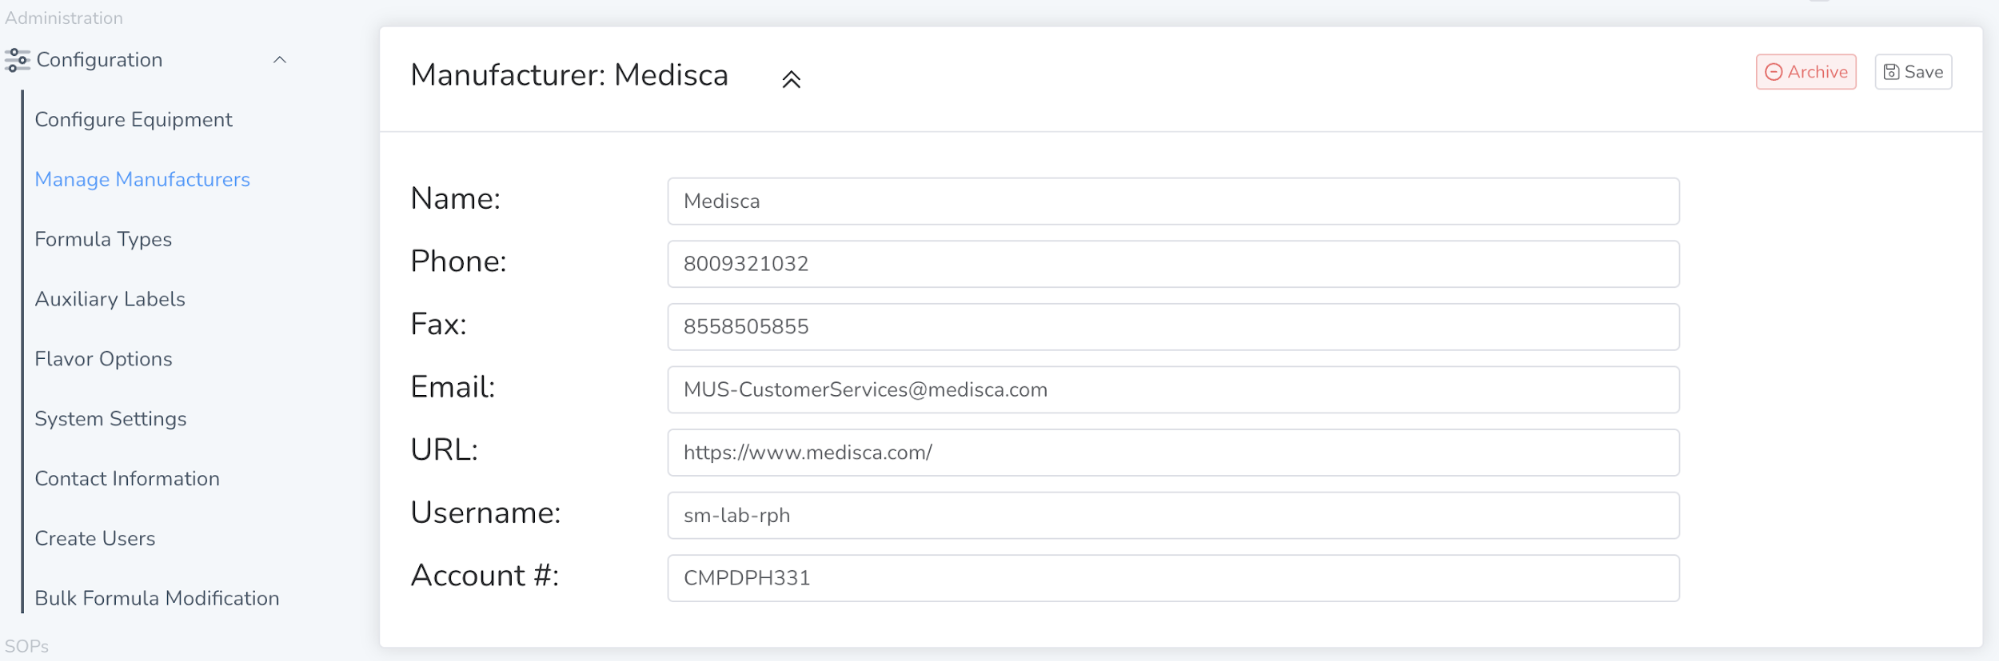 Administration
Configuration
Configure Equipment
Manage Manufacturers
Formula Types
Auxiliary Labels
Flavor Options
System Settings
Contact Information
Create Users
Bulk Formula Modification
SOPs
Manufacturer: Medisca
Archive
Save
Name: Medisca
Phone: 8009321032
Fax: 8558505855
Email: MUS-CustomerServices@medisca.com
URL: https://www.medisca.com/
Username: sm-lab-rph
Account #: CMPDPH331